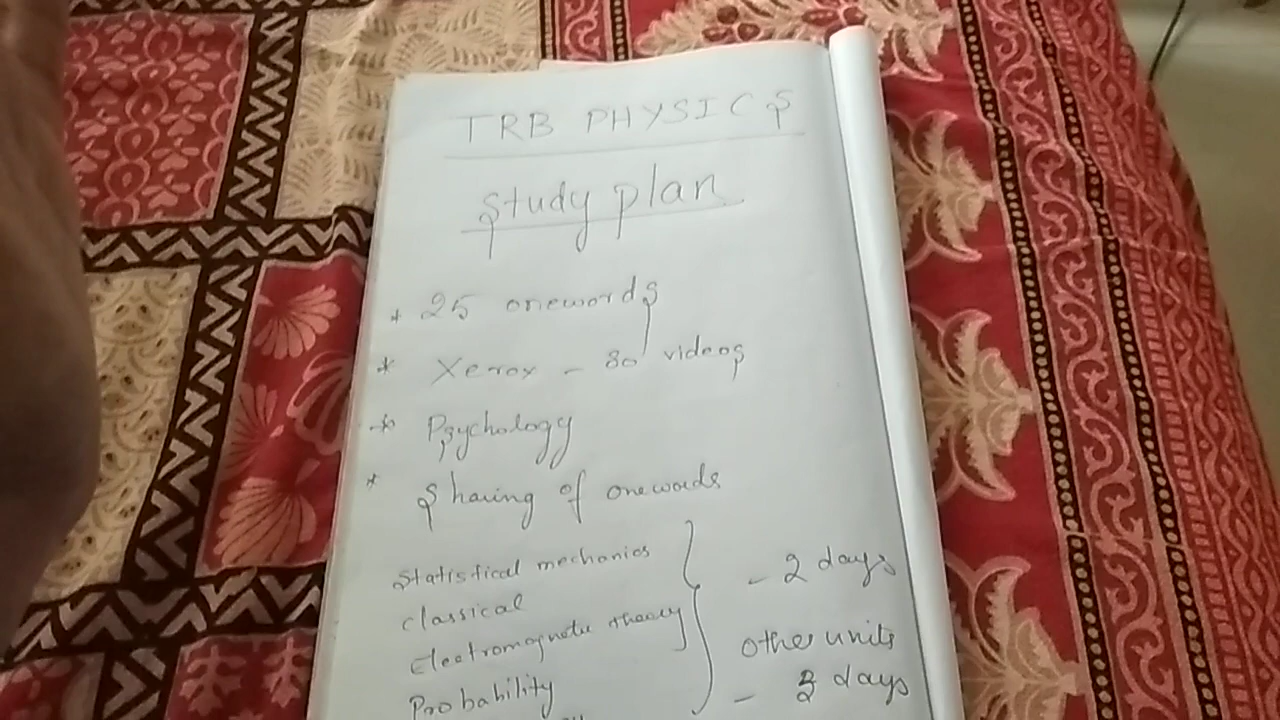 TRB PHYSICS
Study plan
* 25 onewords
* Xerox - 80 videos
* Psychology
* Sharing of onewords
Statistical mechanics
classical
Electromagnetic theory
Probability
- 2 days
other units
- 3 days